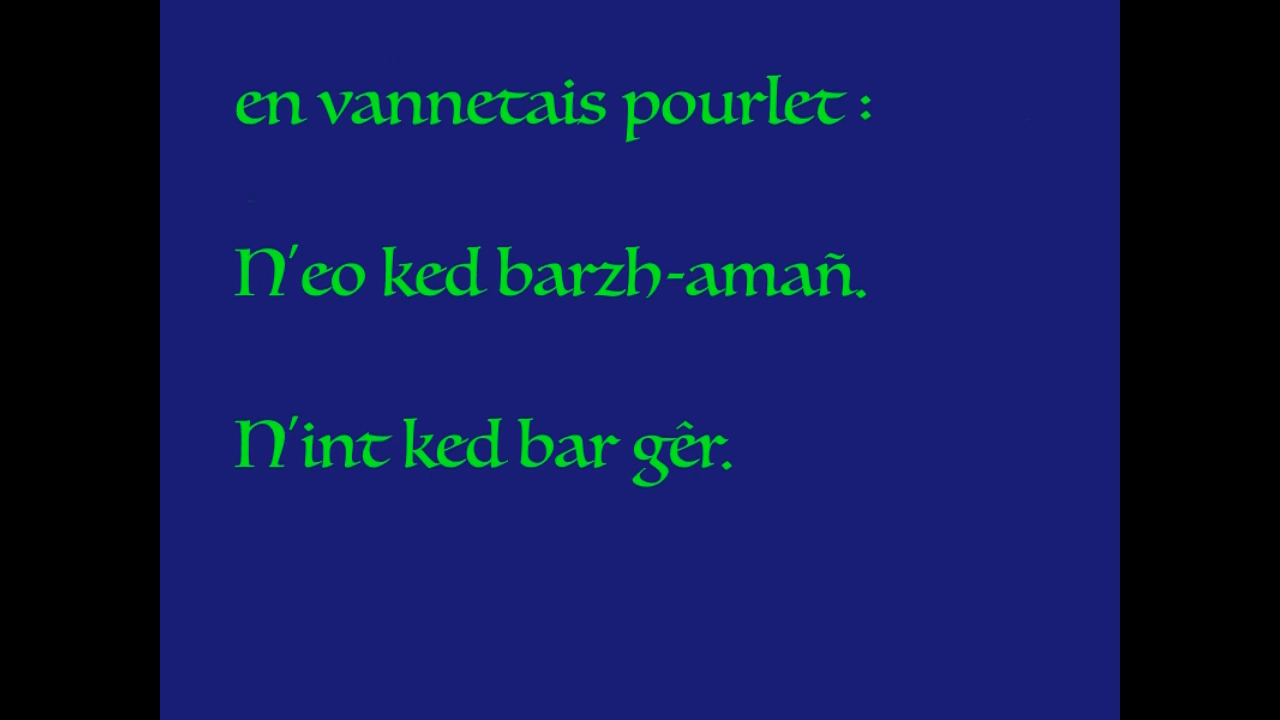 en vannetais pourlet :
N'eo ked barzh-amañ.
N'int ked bar gêr.